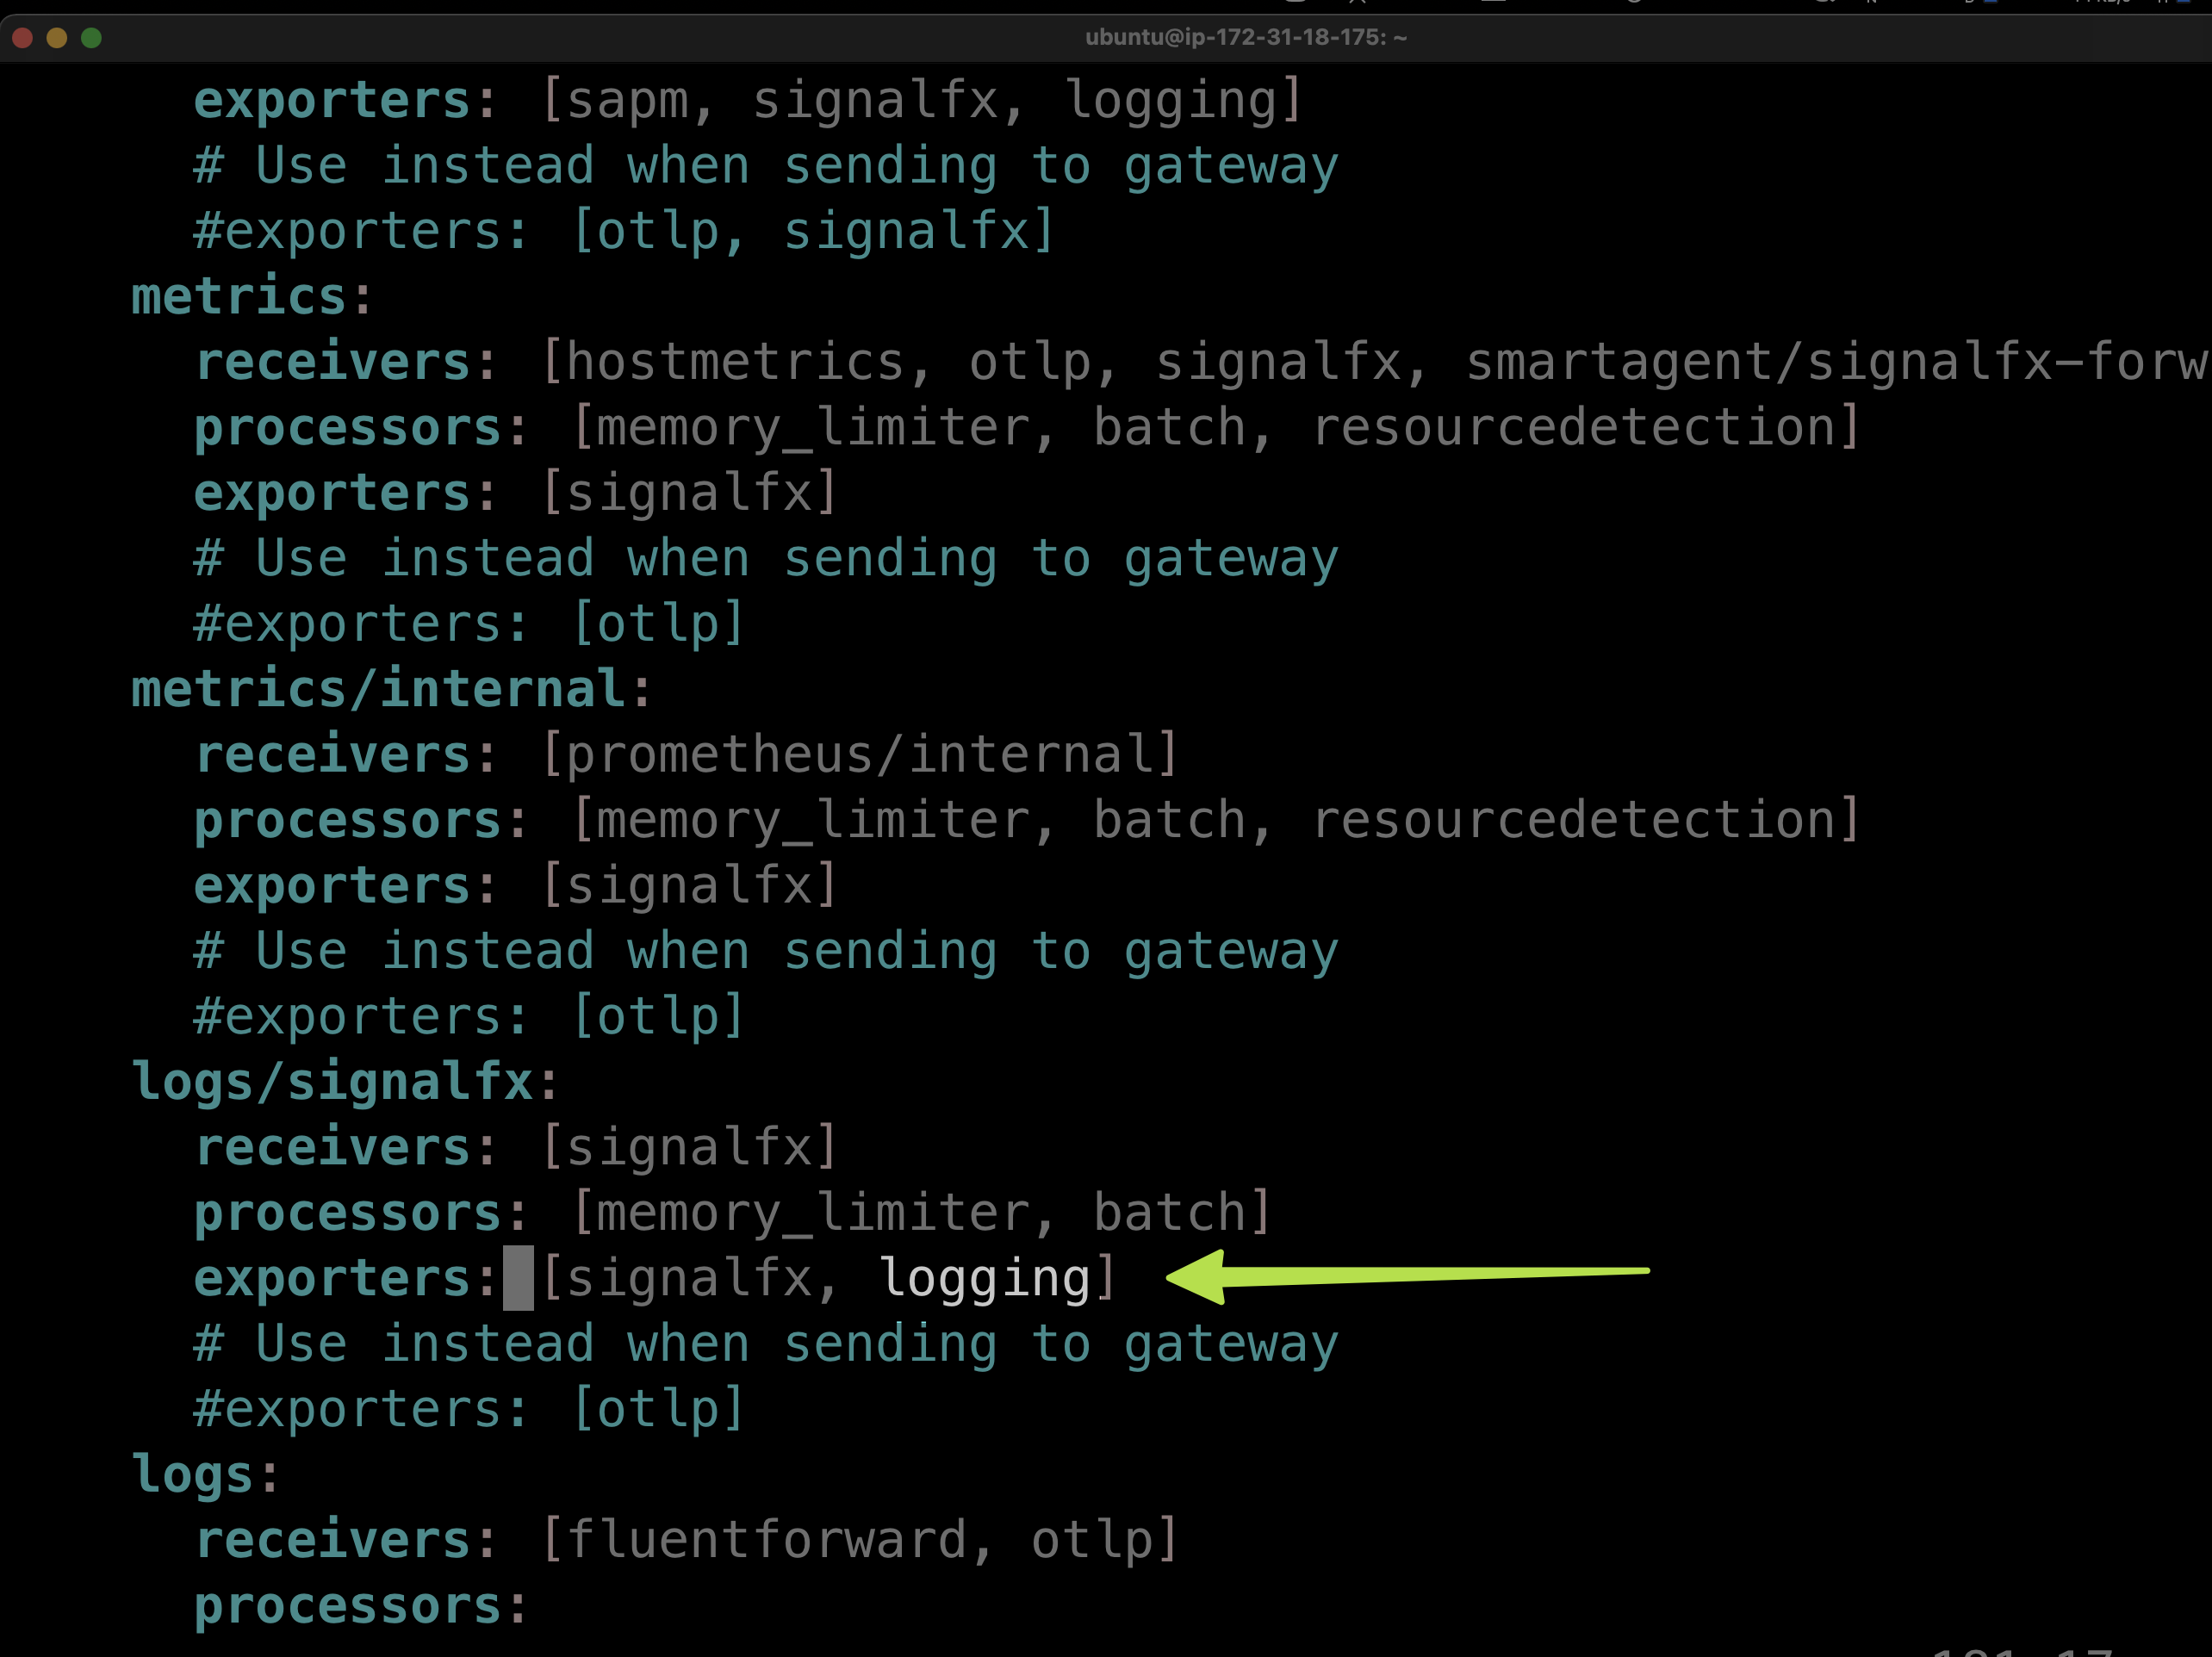 ubuntu@ip-172-31-18-175: ~
exporters: [sapm, signalfx, logging]
# Use instead when sending to gateway
#exporters: [otlp, signalfx]
metrics:
receivers: [hostmetrics, otlp, signalfx, smartagent/signalfx-forw
processors: [memory_limiter, batch, resourcedetection]
exporters: [signalfx]
# Use instead when sending to gateway
#exporters: [otlp]
metrics/internal:
receivers: [prometheus/internal]
processors: [memory_limiter, batch, resourcedetection]
exporters: [signalfx]
# Use instead when sending to gateway
#exporters: [otlp]
logs/signalfx:
receivers: [signalfx]
processors: [memory_limiter, batch]
exporters: [signalfx, logging]
# Use instead when sending to gateway
#exporters: [otlp]
logs:
receivers: [fluentforward, otlp]
processors: